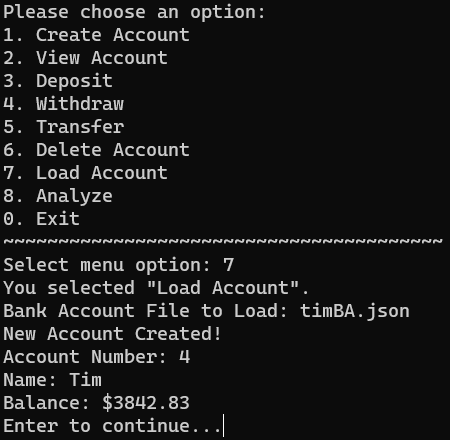 Please choose an option:
1. Create Account
2. View Account
3. Deposit
4. Withdraw
5. Transfer
6. Delete Account
7. Load Account
8. Analyze
0. Exit
~~~~~~~~~~~~~~~~~~~~~~~~~~~~~~~~~~~~~~~~
Select menu option: 7
You selected "Load Account".
Bank Account File to Load: timBA.json
New Account Created!
Account Number: 4
Name: Tim
Balance: $3842.83
Enter to continue...